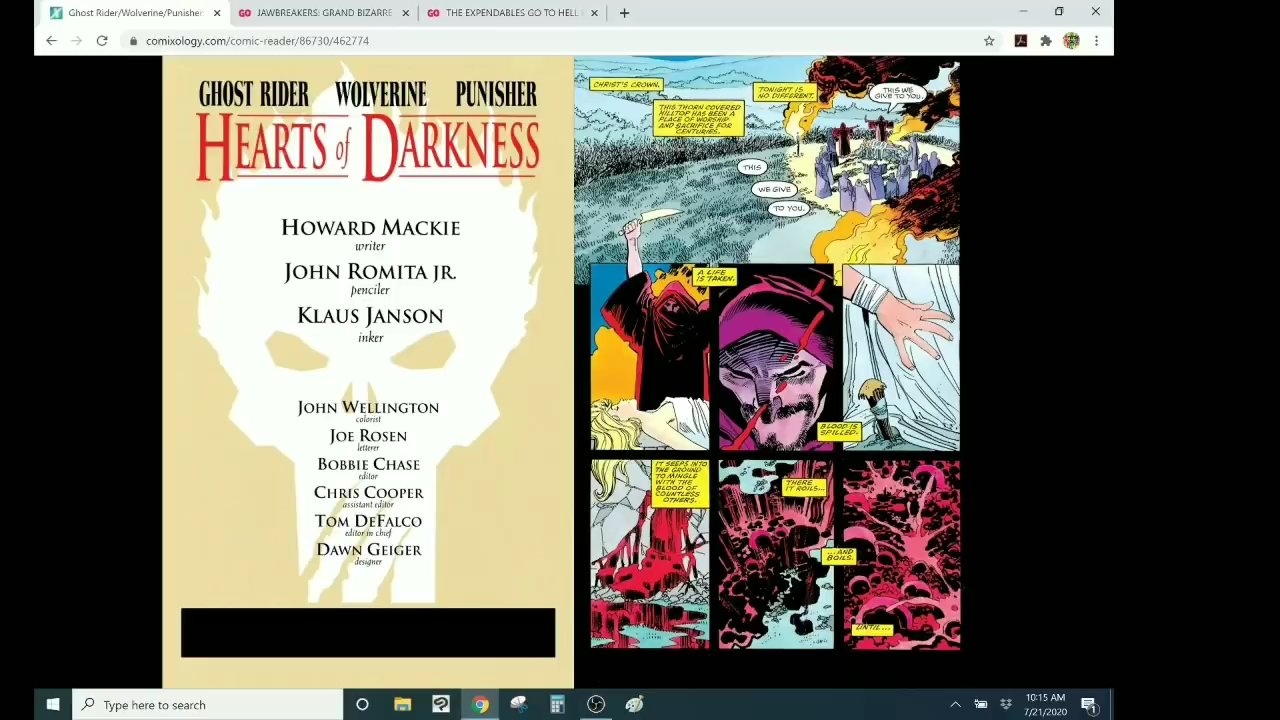 Ghost Rider/Wolverine/Punisher
JAWBREAKERS: GRAND BIZARRE
THE EXPENDABLES GO TO HELL
comixology.com/comic-reader/86730/462774
GHOST RIDER WOLVERINE PUNISHER
HEARTS of DARKNESS
HOWARD MACKIE
writer
JOHN ROMITA JR.
penciler
KLAUS JANSON
inker
JOHN WELLINGTON
colorist
JOE ROSEN
letterer
BOBBIE CHASE
editor
CHRIS COOPER
assistant editor
TOM DEFALCO
editor in chief
DAWN GEIGER
designer
CHRIST'S CROWN.
THIS THORN COVERED
HILLTOP HAS BEEN A
PLACE OF WORSHIP
AND SACRIFICE FOR
CENTURIES.
TONIGHT IS
NO DIFFERENT.
THIS WE
GIVE TO YOU.
THIS
WE GIVE
TO YOU.
A LIFE
IS TAKEN.
BLOOD IS
SPILLED.
IT SEEPS INTO
THE GROUND
TO MINGLE
WITH THE
BLOOD OF
COUNTLESS
OTHERS.
THERE
IT ROILS...
...AND
BOILS.
UNTIL...
Type here to search
10:15 AM
7/21/2020
1